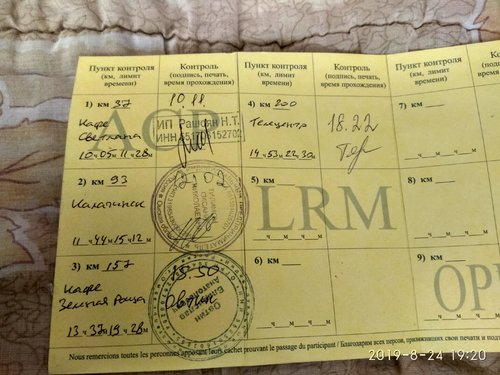 Пункт контроля
(км, лимит
времени)
Контроль
(подпись, печать,
время прохождения)
Пункт контроля
(км, лимит
времени)
Контроль
(подпись, печать,
время прохождения)
Пункт контроля
(км, лимит
времени)
ACP
LRM
1) км 37
Кафе
Светлана
10 ч 05 м 11 ч 28 м
10.11.
ИП Рашоян Н.Т.
2) км 93
Калачинск
11 ч 44 м 15 ч 12 м
3) км 157
Кафе
Зеленая Роща
13 ч 37 м 19 ч 28 м
15-50
4) км 200
Телецентр
14 ч 53 м 22 ч 30 м
18.22
5) км
ч м ч м
6) км
ч м ч м
7) км
8) км
9) км
Nous remercions toutes les personnes apposant leurs cachet prouvant le passage du participant / Благодарим всех персон, приложивших свои печати и
2019-8-24 19:20